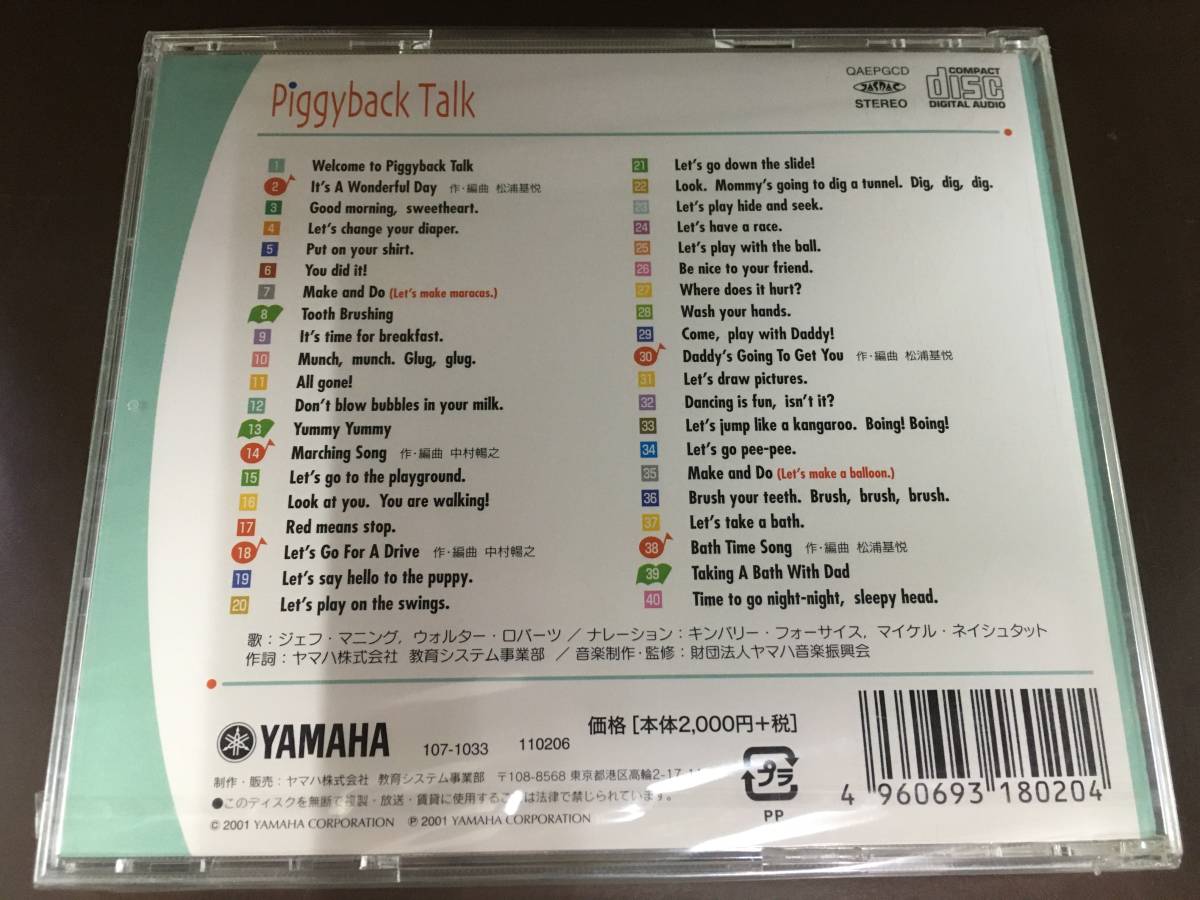 Piggyback Talk
QAEPGCD
JASRAC
STEREO
COMPACT
disc
DIGITAL AUDIO
1 Welcome to Piggyback Talk
2 It's A Wonderful Day 作・編曲 松浦基悦
3 Good morning, sweetheart.
4 Let's change your diaper.
5 Put on your shirt.
6 You did it!
7 Make and Do (Let's make maracas.)
8 Tooth Brushing
9 It's time for breakfast.
10 Munch, munch. Glug, glug.
11 All gone!
12 Don't blow bubbles in your milk.
13 Yummy Yummy
14 Marching Song 作・編曲 中村暢之
15 Let's go to the playground.
16 Look at you. You are walking!
17 Red means stop.
18 Let's Go For A Drive 作・編曲 中村暢之
19 Let's say hello to the puppy.
20 Let's play on the swings.
21 Let's go down the slide!
22 Look. Mommy's going to dig a tunnel. Dig, dig, dig.
23 Let's play hide and seek.
24 Let's have a race.
25 Let's play with the ball.
26 Be nice to your friend.
27 Where does it hurt?
28 Wash your hands.
29 Come, play with Daddy!
30 Daddy's Going To Get You 作・編曲 松浦基悦
31 Let's draw pictures.
32 Dancing is fun, isn't it?
33 Let's jump like a kangaroo. Boing! Boing!
34 Let's go pee-pee.
35 Make and Do (Let's make a balloon.)
36 Brush your teeth. Brush, brush, brush.
37 Let's take a bath.
38 Bath Time Song 作・編曲 松浦基悦
39 Taking A Bath With Dad
40 Time to go night-night, sleepy head.
歌：ジェフ・マニング, ウォルター・ロバーツ／ナレーション：キンバリー・フォーサイス, マイケル・ネイシュタット
作詞：ヤマハ株式会社 教育システム事業部／音楽制作・監修：財団法人ヤマハ音楽振興会
YAMAHA 107-1033 110206 価格[本体2,000円+税]
制作・販売：ヤマハ株式会社 教育システム事業部 〒108-8568 東京都港区高輪2-17-
●このディスクを無断で複製・放送・賃貸に使用することは法律で禁じられています。
© 2001 YAMAHA CORPORATION ℗ 2001 YAMAHA CORPORATION
プラ
PP
4 960693 180204